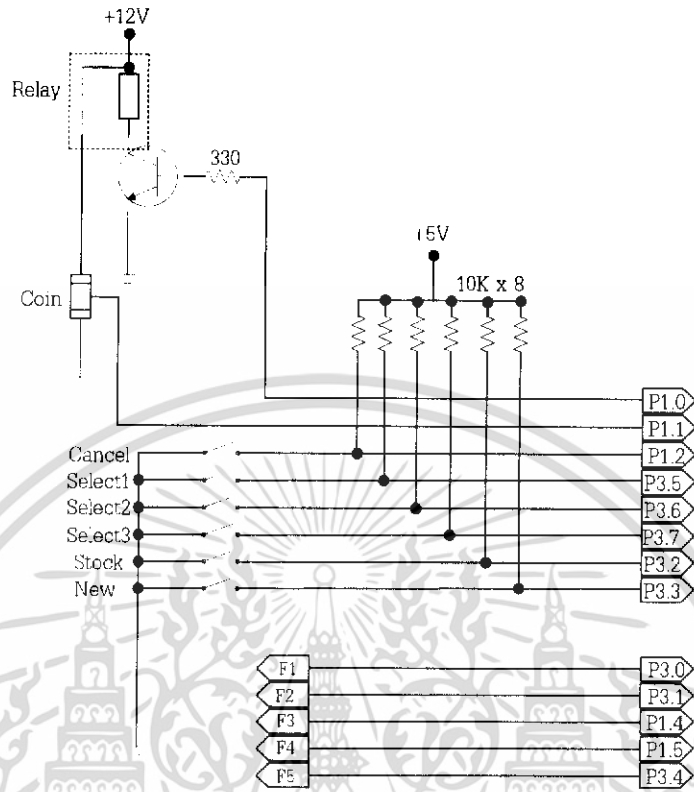 +12V
Relay
330
+5V
10K x 8
Coin
P1.0
P1.1
Cancel
P1.2
Select1
P3.5
Select2
P3.6
Select3
P3.7
Stock
P3.2
New
P3.3
F1
P3.0
F2
P3.1
F3
P1.4
F4
P1.5
F5
P3.4